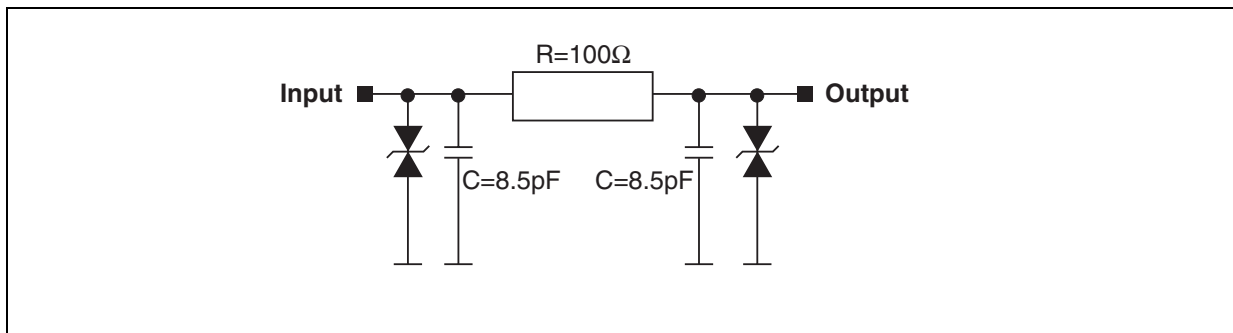 R=100Ω
Input
Output
C=8.5pF
C=8.5pF